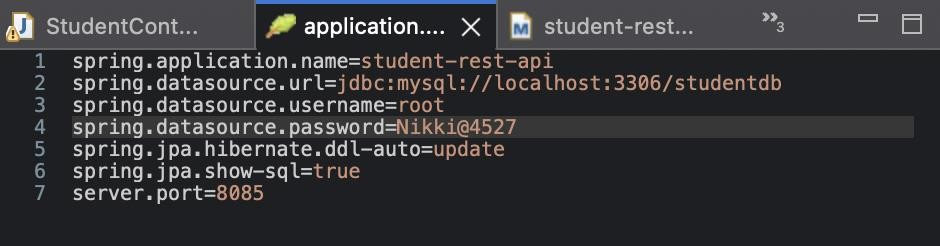 StudentCont... application.... student-rest... »3
1 spring.application.name=student-rest-api
2 spring.datasource.url=jdbc:mysql://localhost:3306/studentdb
3 spring.datasource.username=root
4 spring.datasource.password=Nikki@4527
5 spring.jpa.hibernate.ddl-auto=update
6 spring.jpa.show-sql=true
7 server.port=8085